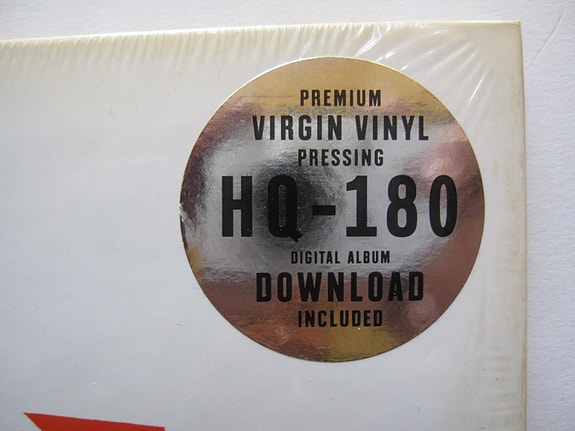 PREMIUM
VIRGIN VINYL
PRESSING
HQ-180
DIGITAL ALBUM
DOWNLOAD
INCLUDED